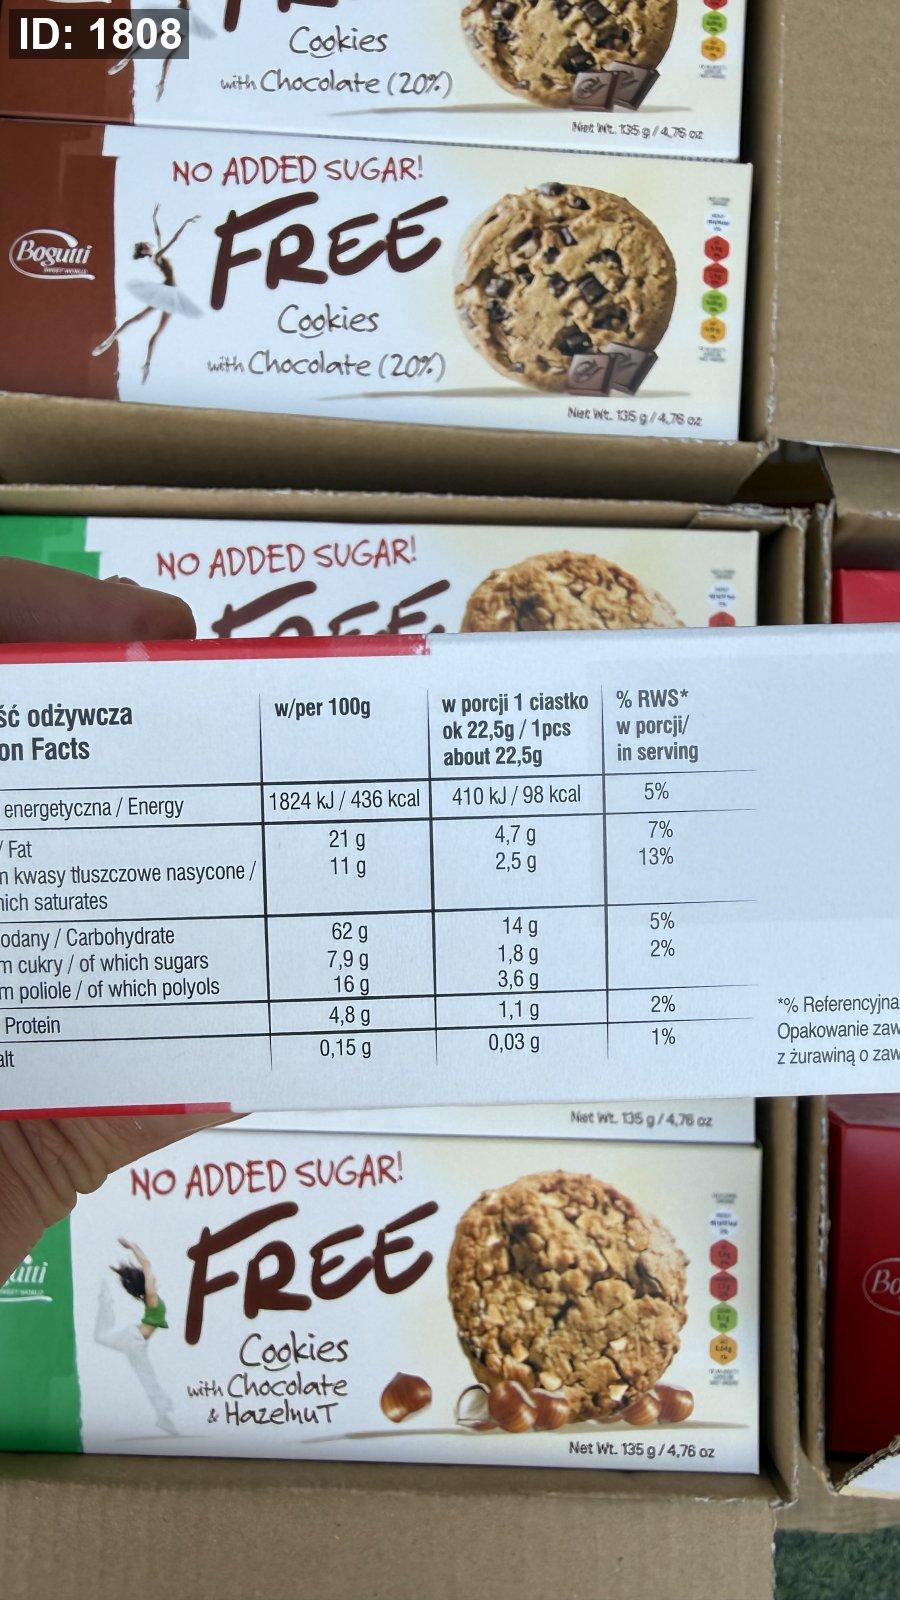 ID: 1808
Cookies
with Chocolate (20%)
Net Wt. 135 g / 4,76 oz
NO ADDED SUGAR!
Bogutti
SWEET WORLD
FREE
Cookies
with Chocolate (20%)
Net Wt. 135 g / 4,76 oz
NO ADDED SUGAR!
FREE
ść odżywcza
on Facts
w/per 100g
w porcji 1 ciastko
ok 22,5g / 1pcs
about 22,5g
% RWS*
w porcji/
in serving
energetyczna / Energy
1824 kJ / 436 kcal
410 kJ / 98 kcal
5%
/ Fat
21 g
4,7 g
7%
n kwasy tłuszczowe nasycone /
11 g
2,5 g
13%
hich saturates
odany / Carbohydrate
62 g
14 g
5%
m cukry / of which sugars
7,9 g
1,8 g
2%
m poliole / of which polyols
16 g
3,6 g
Protein
4,8 g
1,1 g
2%
alt
0,15 g
0,03 g
1%
*% Referencyjna
Opakowanie zaw
z żurawiną o zaw
Net Wt. 135 g / 4,76 oz
NO ADDED SUGAR!
FREE
Cookies
with Chocolate
& Hazelnut
Net Wt. 135 g / 4,76 oz
utti
Bo